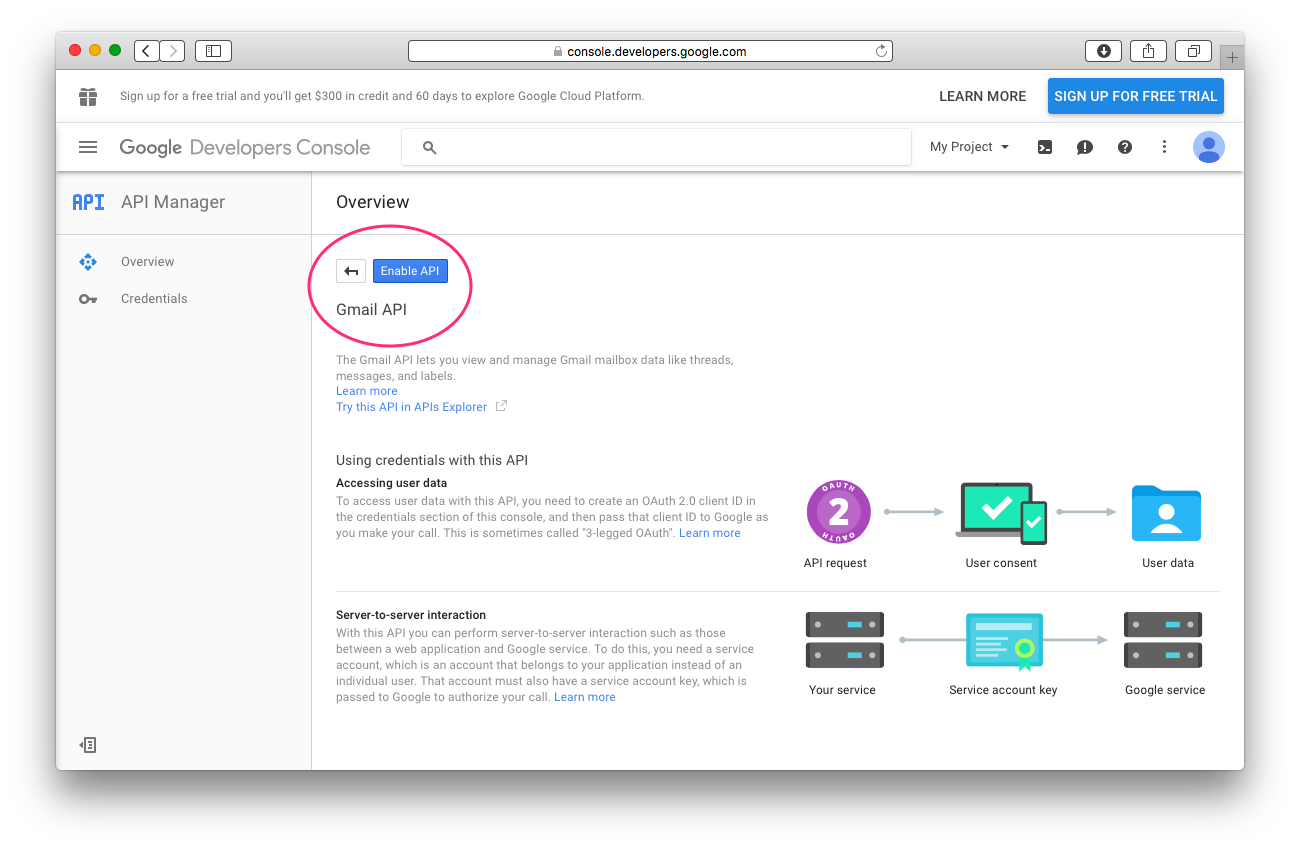 console.developers.google.com
Sign up for a free trial and you'll get $300 in credit and 60 days to explore Google Cloud Platform.
LEARN MORE
SIGN UP FOR FREE TRIAL
Google Developers Console
My Project
API
API Manager
Overview
Overview
Credentials
Enable API
Gmail API
The Gmail API lets you view and manage Gmail mailbox data like threads,
messages, and labels.
Learn more
Try this API in APIs Explorer
Using credentials with this API
Accessing user data
To access user data with this API, you need to create an OAuth 2.0 client ID in
the credentials section of this console, and then pass that client ID to Google as
you make your call. This is sometimes called "3-legged OAuth". Learn more
OAUTH
2
OAUTH
API request
User consent
User data
Server-to-server interaction
With this API you can perform server-to-server interaction such as those
between a web application and Google service. To do this, you need a service
account, which is an account that belongs to your application instead of an
individual user. That account must also have a service account key, which is
passed to Google to authorize your call. Learn more
Your service
Service account key
Google service